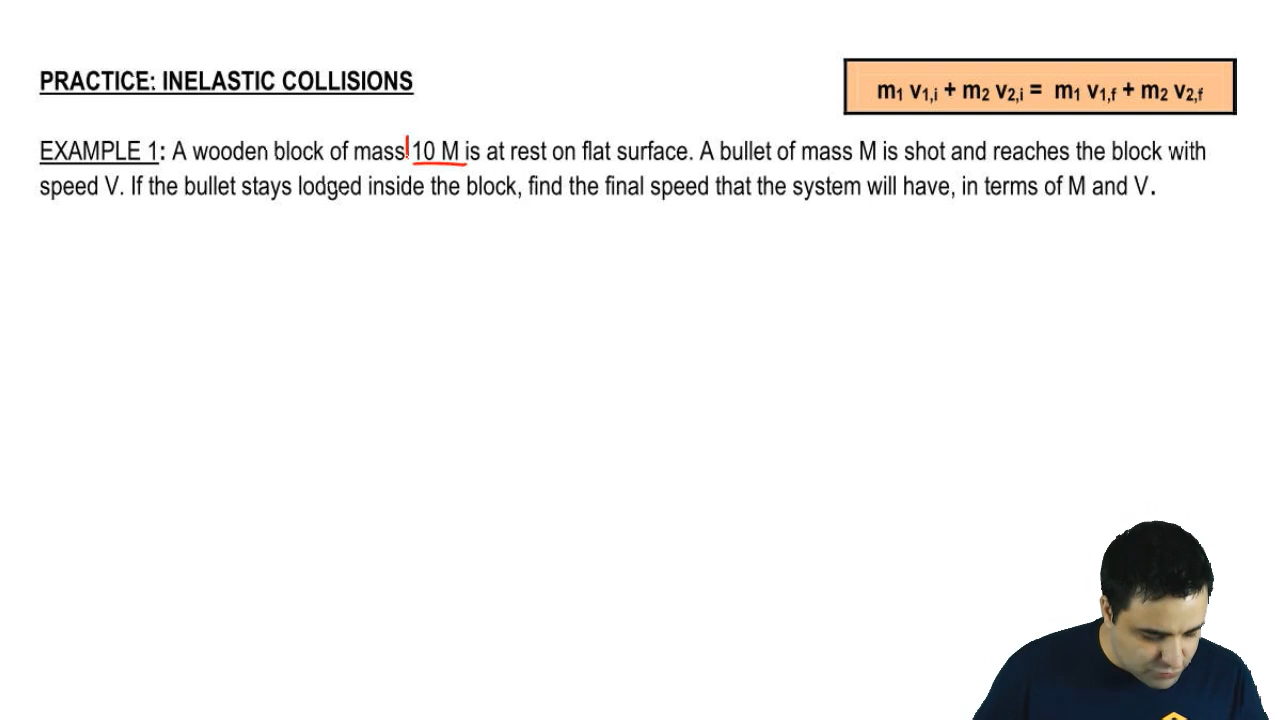 PRACTICE: INELASTIC COLLISIONS
m₁ v₁,ᵢ + m₂ v₂,ᵢ = m₁ v₁,f + m₂ v₂,f
EXAMPLE 1: A wooden block of mass 10 M is at rest on flat surface. A bullet of mass M is shot and reaches the block with
speed V. If the bullet stays lodged inside the block, find the final speed that the system will have, in terms of M and V.